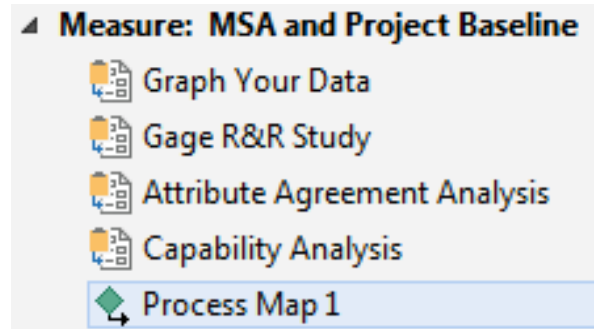 Measure: MSA and Project Baseline
Graph Your Data
Gage R&R Study
Attribute Agreement Analysis
Capability Analysis
Process Map 1